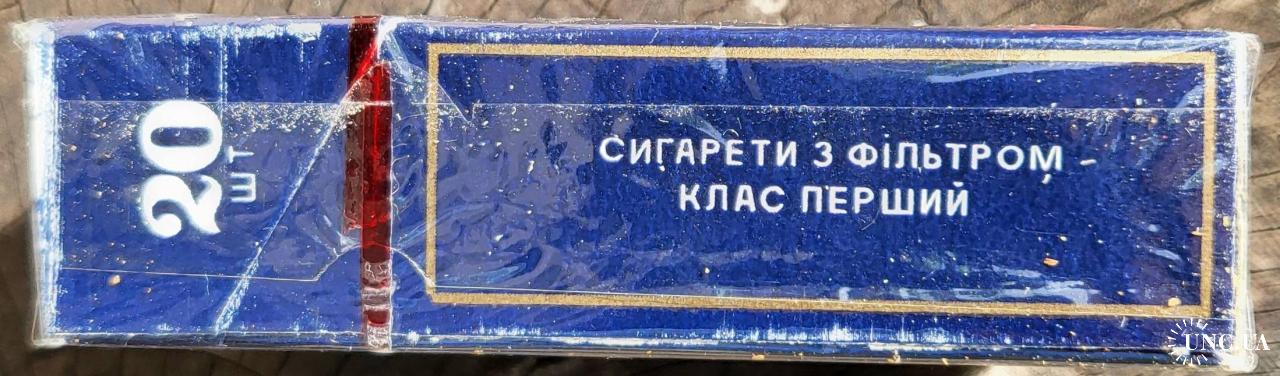 20
ШТ
СИГАРЕТИ З ФІЛЬТРОМ
КЛАС ПЕРШИЙ
UNC.UA